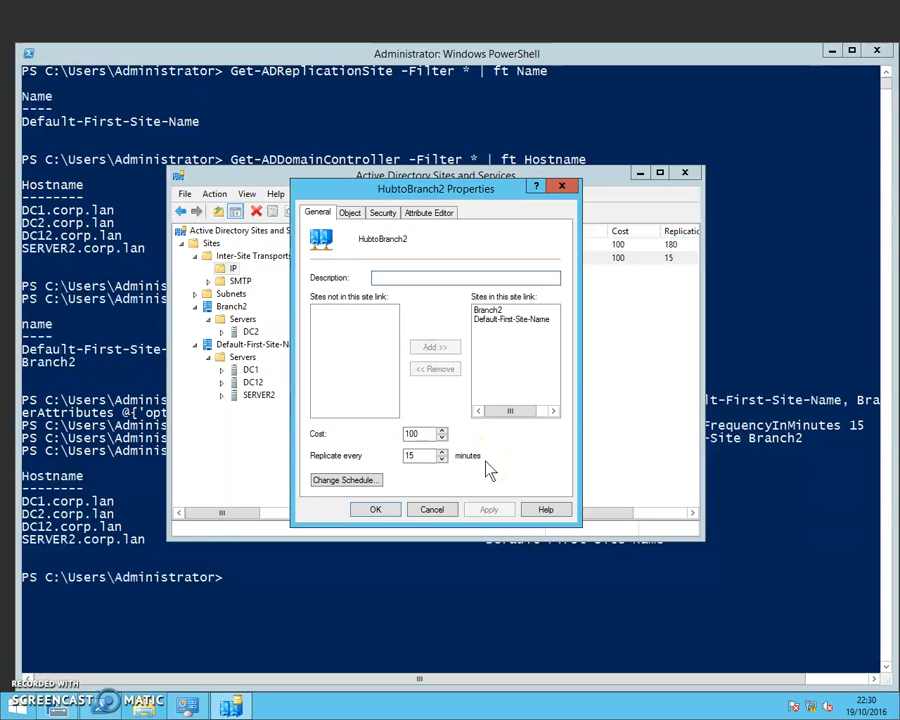 Administrator: Windows PowerShell
PS C:\Users\Administrator> Get-ADReplicationSite -Filter * | ft Name
Name
----
Default-First-Site-Name
PS C:\Users\Administrator> Get-ADDomainController -Filter * | ft Hostname
Hostname
--------
DC1.corp.lan
DC2.corp.lan
DC12.corp.lan
SERVER2.corp.lan
PS C:\Users\Adminis
PS C:\Users\Adminis
name
----
Default-First-Site-
Branch2
PS C:\Users\Adminis
lt-First-Site-Name, Bra
erAttributes @{'opt
PS C:\Users\Adminis
FrequencyInMinutes 15
PS C:\Users\Adminis
-Site Branch2
PS C:\Users\Adminis
Hostname
--------
DC1.corp.lan
DC2.corp.lan
DC12.corp.lan
SERVER2.corp.lan
PS C:\Users\Administrator>
Active Directory Sites and Services
File Action View Help
Active Directory Sites and S
Sites
Inter-Site Transports
IP
SMTP
Subnets
Branch2
Servers
DC2
Default-First-Site-N
Servers
DC1
DC12
SERVER2
Cost Replicatio
100 180
100 15
HubtoBranch2 Properties
General Object Security Attribute Editor
HubtoBranch2
Description:
Sites not in this site link:
Sites in this site link:
Branch2
Default-First-Site-Name
Add >>
<< Remove
Cost: 100
Replicate every 15 minutes
Change Schedule...
OK Cancel Apply Help
RECORDED WITH
SCREENCAST MATIC
22:30
19/10/2016